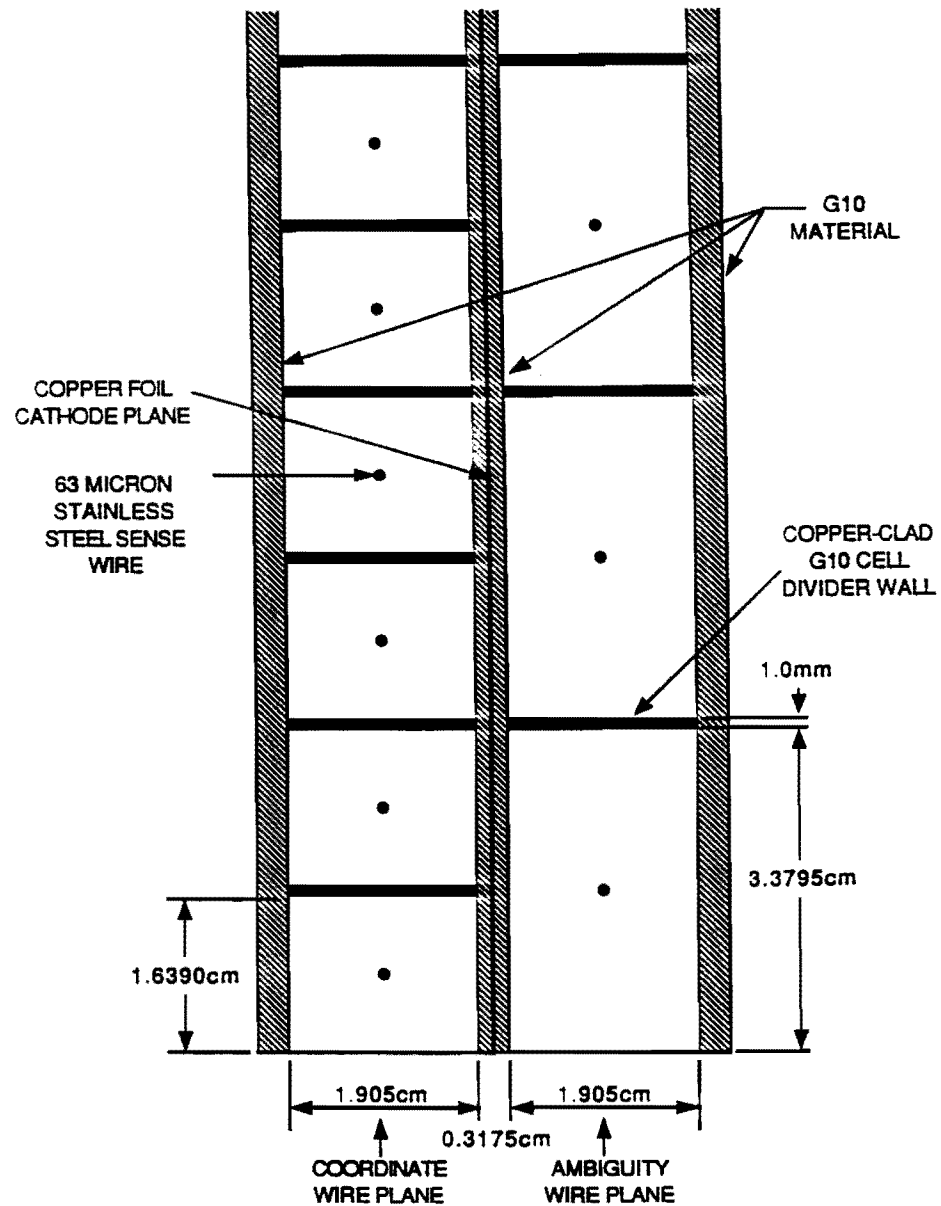 G10
MATERIAL
COPPER FOIL
CATHODE PLANE
63 MICRON
STAINLESS
STEEL SENSE
WIRE
COPPER-CLAD
G10 CELL
DIVIDER WALL
1.0mm
3.3795cm
1.6390cm
1.905cm
1.905cm
0.3175cm
COORDINATE
WIRE PLANE
AMBIGUITY
WIRE PLANE